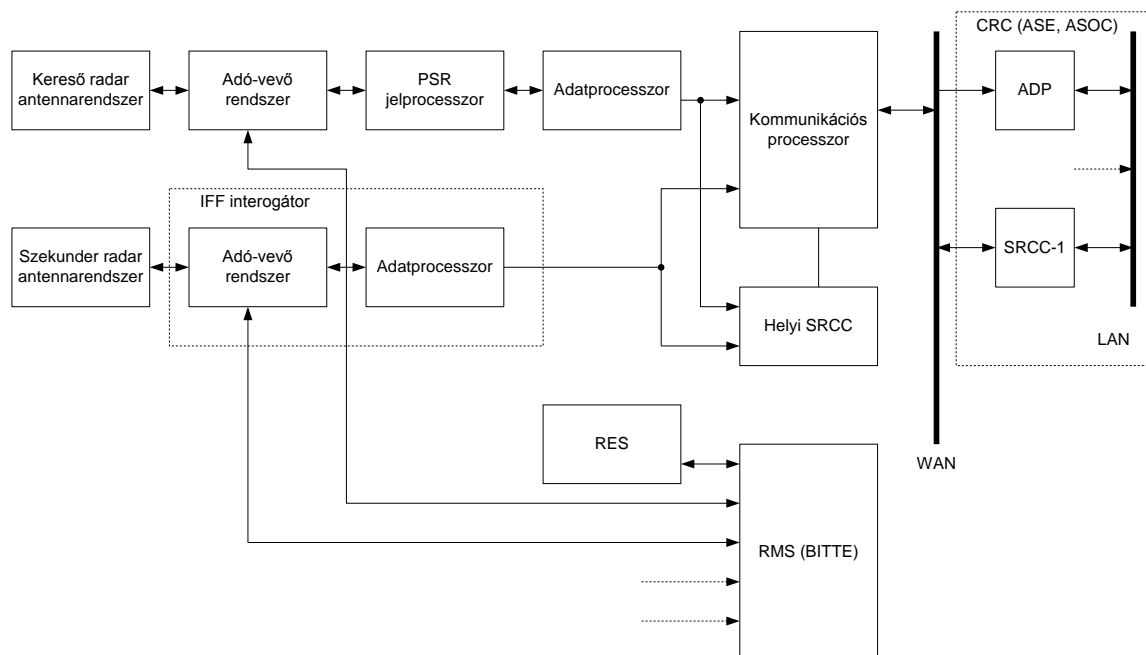 CRC (ASE, ASOC)
Kereső radar
antennarendszer
Adó-vevő
rendszer
PSR
jelprocesszor
Adatprocesszor
Kommunikációs
processzor
ADP
IFF interogátor
Szekunder radar
antennarendszer
Adó-vevő
rendszer
Adatprocesszor
SRCC-1
Helyi SRCC
LAN
RES
WAN
RMS (BITTE)